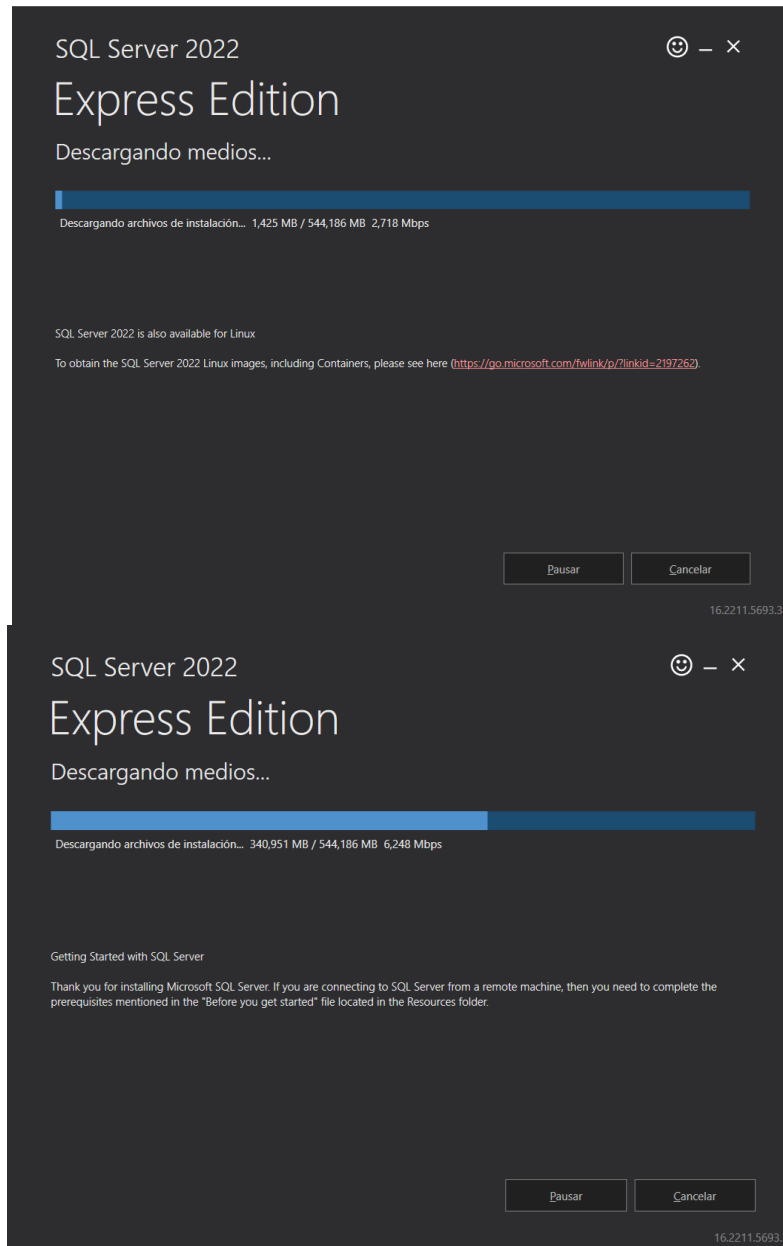 SQL Server 2022
Express Edition
Descargando medios...
Descargando archivos de instalación... 1,425 MB / 544,186 MB 2,718 Mbps
SQL Server 2022 is also available for Linux
To obtain the SQL Server 2022 Linux images, including Containers, please see here (https://go.microsoft.com/fwlink/p/?linkid=2197262).
Pausar Cancelar
16.2211.5693.3
SQL Server 2022
Express Edition
Descargando medios...
Descargando archivos de instalación... 340,951 MB / 544,186 MB 6,248 Mbps
Getting Started with SQL Server
Thank you for installing Microsoft SQL Server. If you are connecting to SQL Server from a remote machine, then you need to complete the
prerequisites mentioned in the "Before you get started" file located in the Resources folder.
Pausar Cancelar
16.2211.5693.